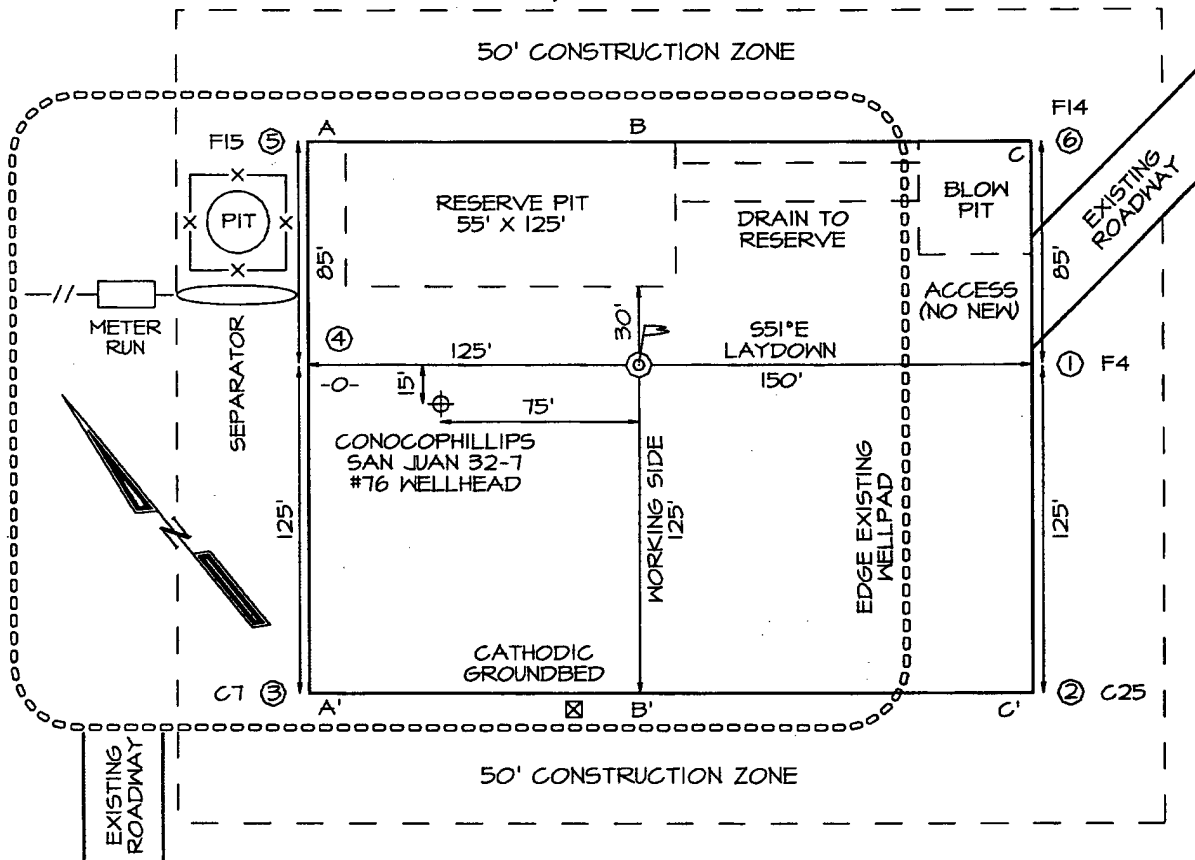 50' CONSTRUCTION ZONE
F14
F15 5
A
B
C
6
RESERVE PIT
55' X 125'
BLOW
PIT
PIT
DRAIN TO
RESERVE
EXISTING
ROADWAY
85'
85'
ACCESS
(NO NEW)
METER
RUN
30'
S51°E
LAYDOWN
4
125'
150'
1 F4
-0-
15'
75'
SEPARATOR
CONOCOPHILLIPS
SAN JUAN 32-7
#76 WELLHEAD
WORKING SIDE
125'
EDGE EXISTING
WELLPAD
125'
125'
N
CATHODIC
GROUNDBED
C7 3
A'
B'
C'
2 C25
EXISTING
ROADWAY
50' CONSTRUCTION ZONE